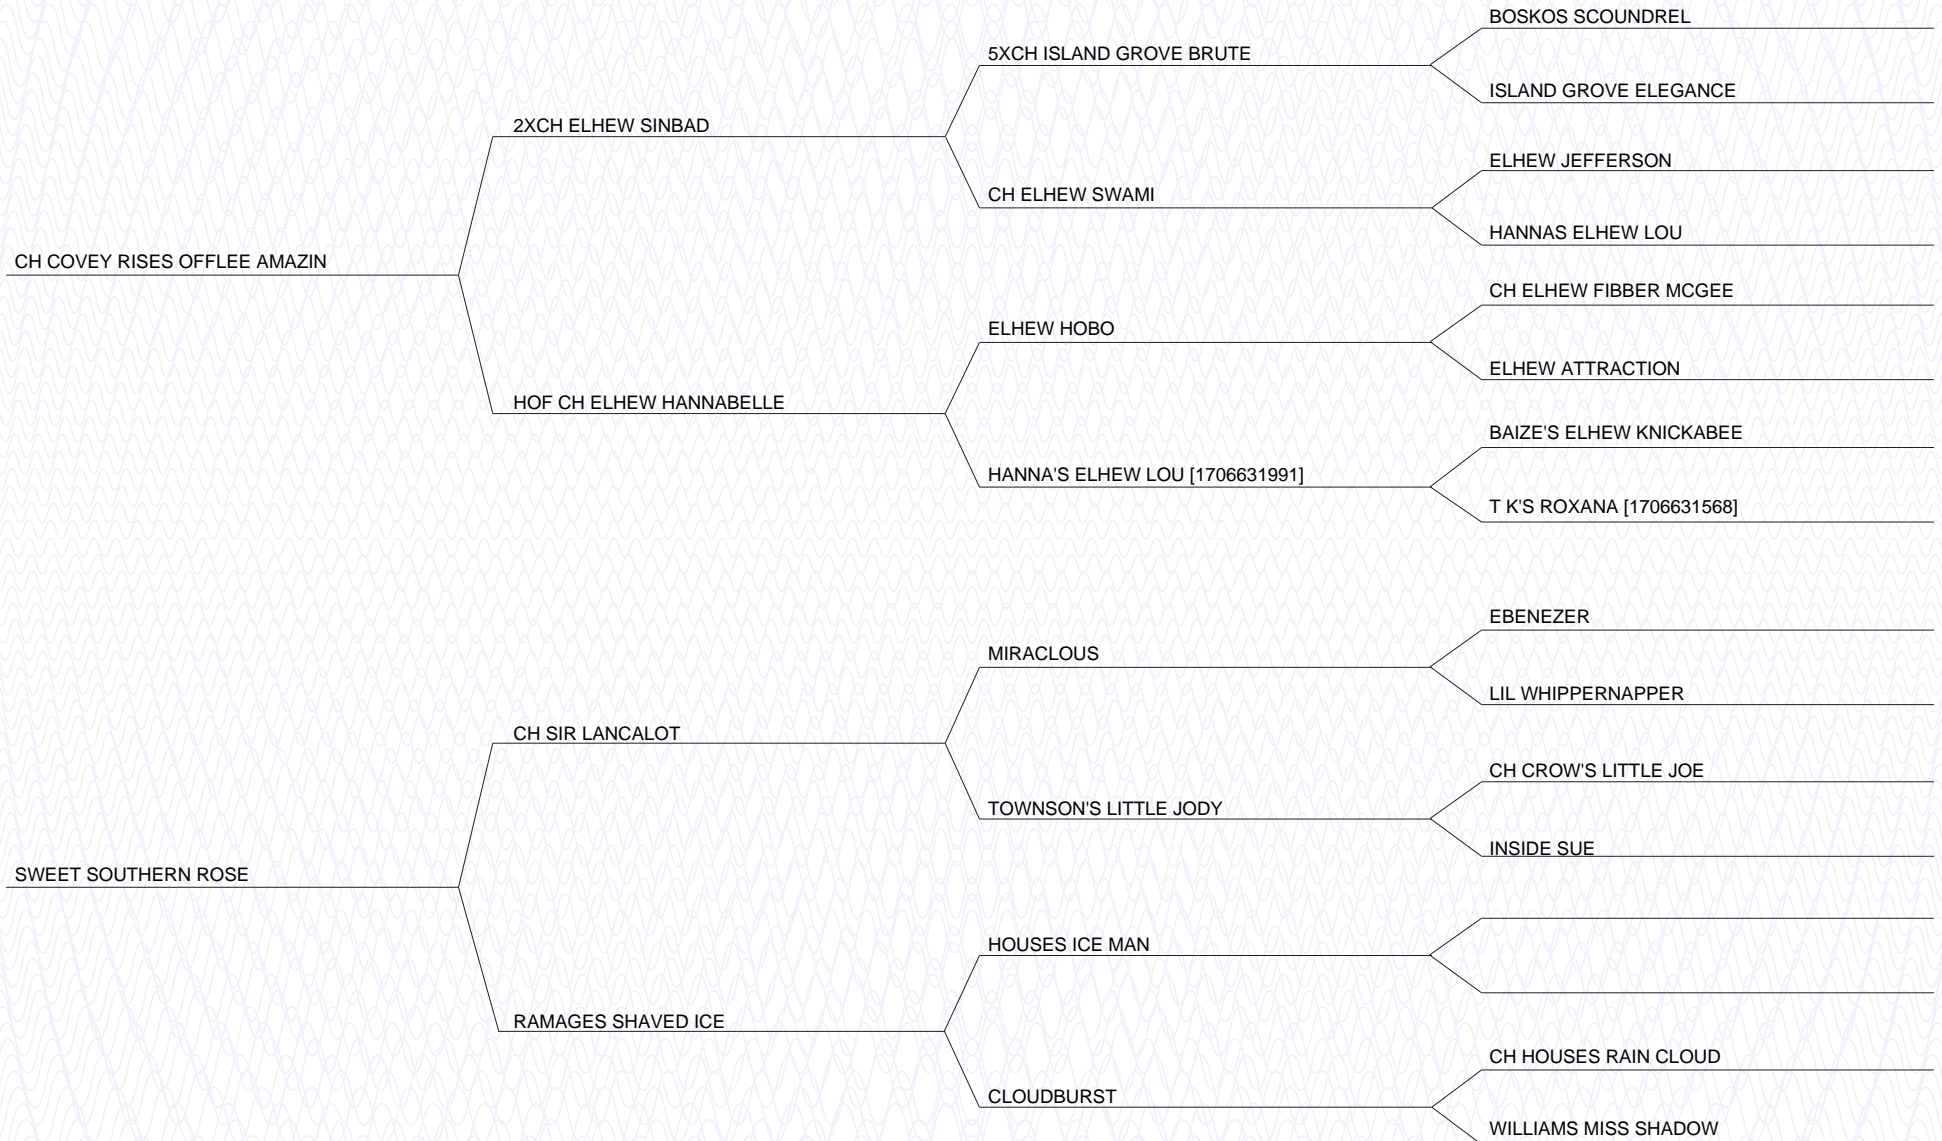 BOSKOS SCOUNDREL
5XCH ISLAND GROVE BRUTE
ISLAND GROVE ELEGANCE
2XCH ELHEW SINBAD
ELHEW JEFFERSON
CH ELHEW SWAMI
HANNAS ELHEW LOU
CH COVEY RISES OFFLEE AMAZIN
CH ELHEW FIBBER MCGEE
ELHEW HOBO
ELHEW ATTRACTION
HOF CH ELHEW HANNABELLE
BAIZE'S ELHEW KNICKABEE
HANNA'S ELHEW LOU [1706631991]
T K'S ROXANA [1706631568]
EBENEZER
MIRACLOUS
LIL WHIPPERNAPPER
CH SIR LANCALOT
CH CROW'S LITTLE JOE
TOWNSON'S LITTLE JODY
INSIDE SUE
SWEET SOUTHERN ROSE
HOUSES ICE MAN
RAMAGES SHAVED ICE
CH HOUSES RAIN CLOUD
CLOUDBURST
WILLIAMS MISS SHADOW